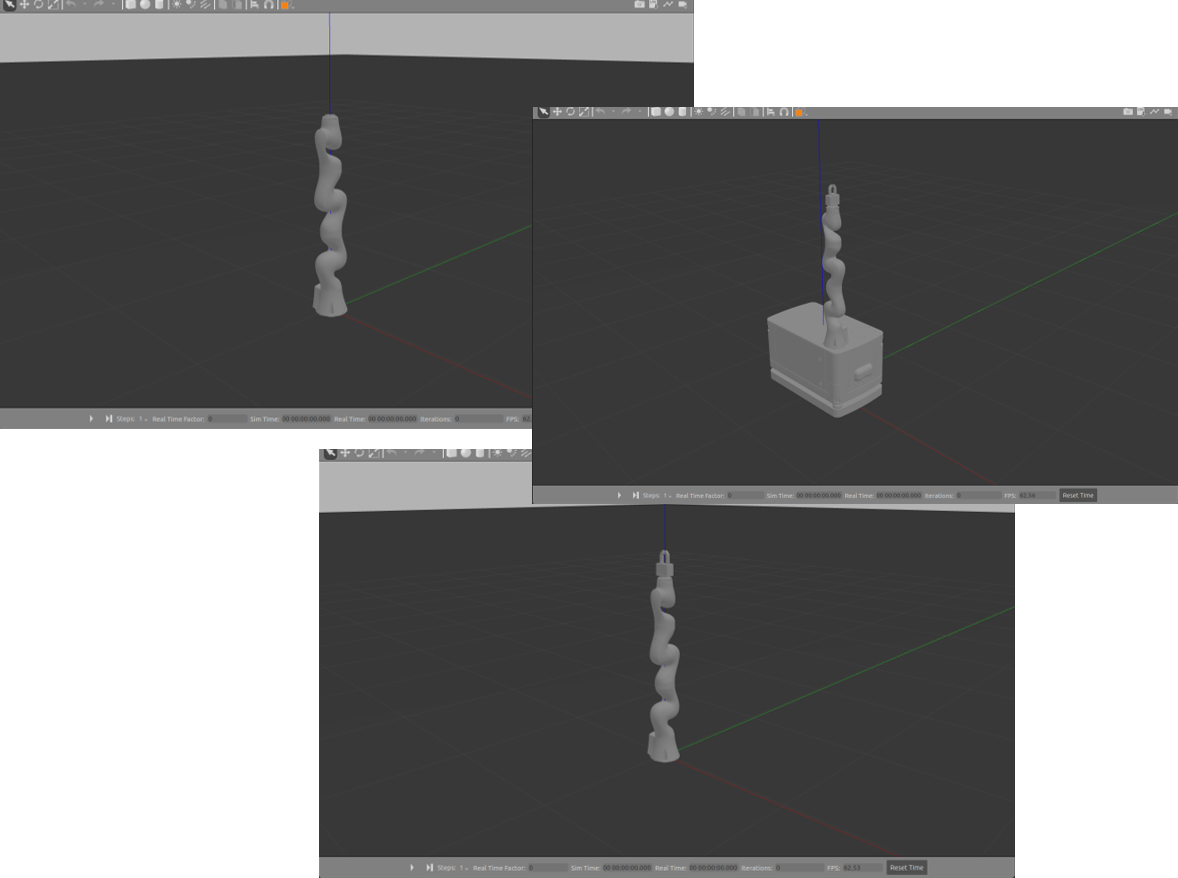 Steps: 1 Real Time Factor: 0 Sim Time: 00 00:00:00.000 Real Time: 00 00:00:00.000 Iterations: 0 FPS: 62.
Steps: 1 Real Time Factor: 0 Sim Time: 00 00:00:00.000 Real Time: 00 00:00:00.000 Iterations: 0 FPS: 62.56 Reset Time
Steps: 1 Real Time Factor: 0 Sim Time: 00 00:00:00.000 Real Time: 00 00:00:00.000 Iterations: 0 FPS: 62.53 Reset Time